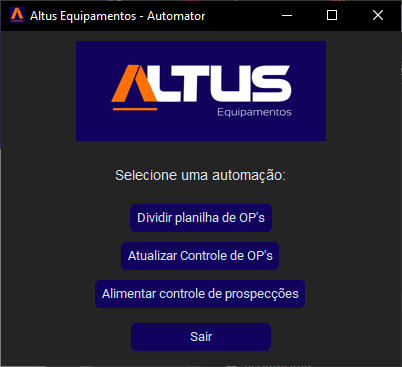 Altus Equipamentos - Automator
ALTUS
Equipamentos
Selecione uma automação:
Dividir planilha de OP's
Atualizar Controle de OP's
Alimentar controle de prospecções
Sair